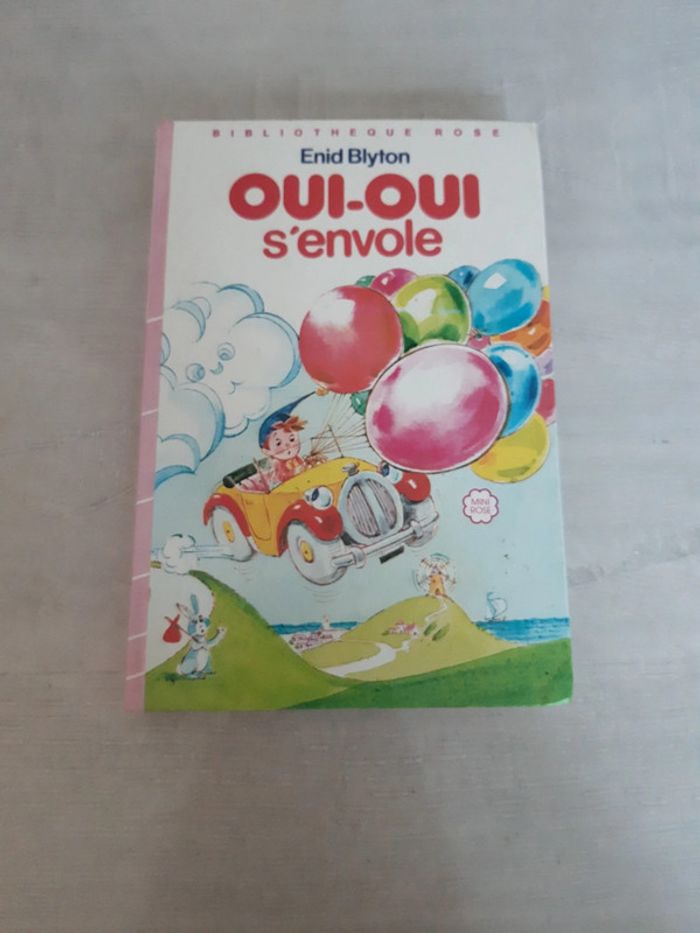 BIBLIOTHEQUE ROSE
Enid Blyton
OUI-OUI
s'envole
MINI
ROSE